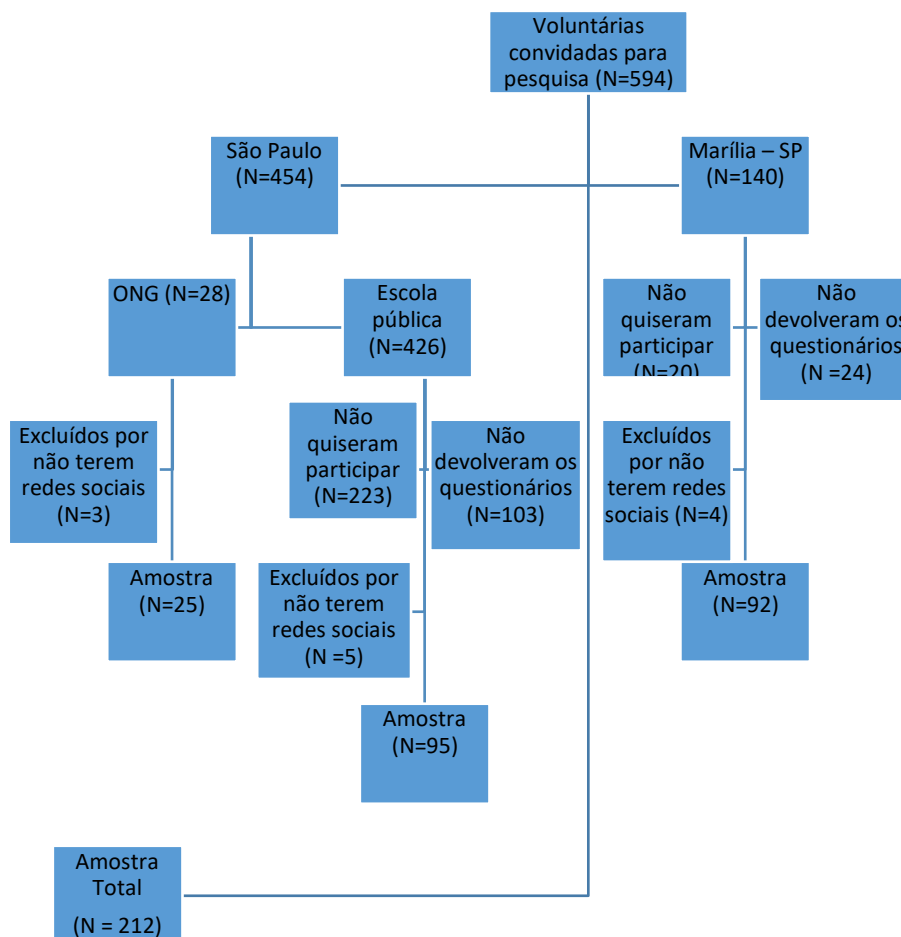 Voluntárias
convidadas para
pesquisa (N=594)
São Paulo
(N=454)
Marília – SP
(N=140)
ONG (N=28)
Escola
pública
(N=426)
Não
quiseram
participar
(N=20)
Não
devolveram os
questionários
(N =24)
Excluídos por
não terem
redes sociais
(N=3)
Não
quiseram
participar
(N=223)
Não
devolveram os
questionários
(N=103)
Excluídos
por não
terem redes
sociais (N=4)
Amostra
(N=25)
Excluídos por
não terem
redes sociais
(N =5)
Amostra
(N=92)
Amostra
(N=95)
Amostra
Total
(N = 212)